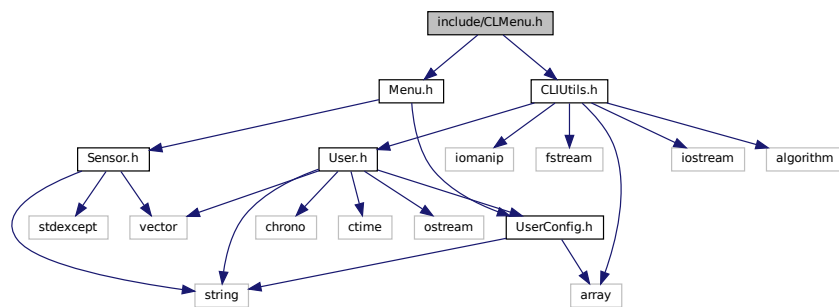 include/CLMenu.h
Menu.h
CLIUtils.h
Sensor.h
User.h
iomanip
fstream
iostream
algorithm
stdexcept
vector
chrono
ctime
ostream
UserConfig.h
string
array